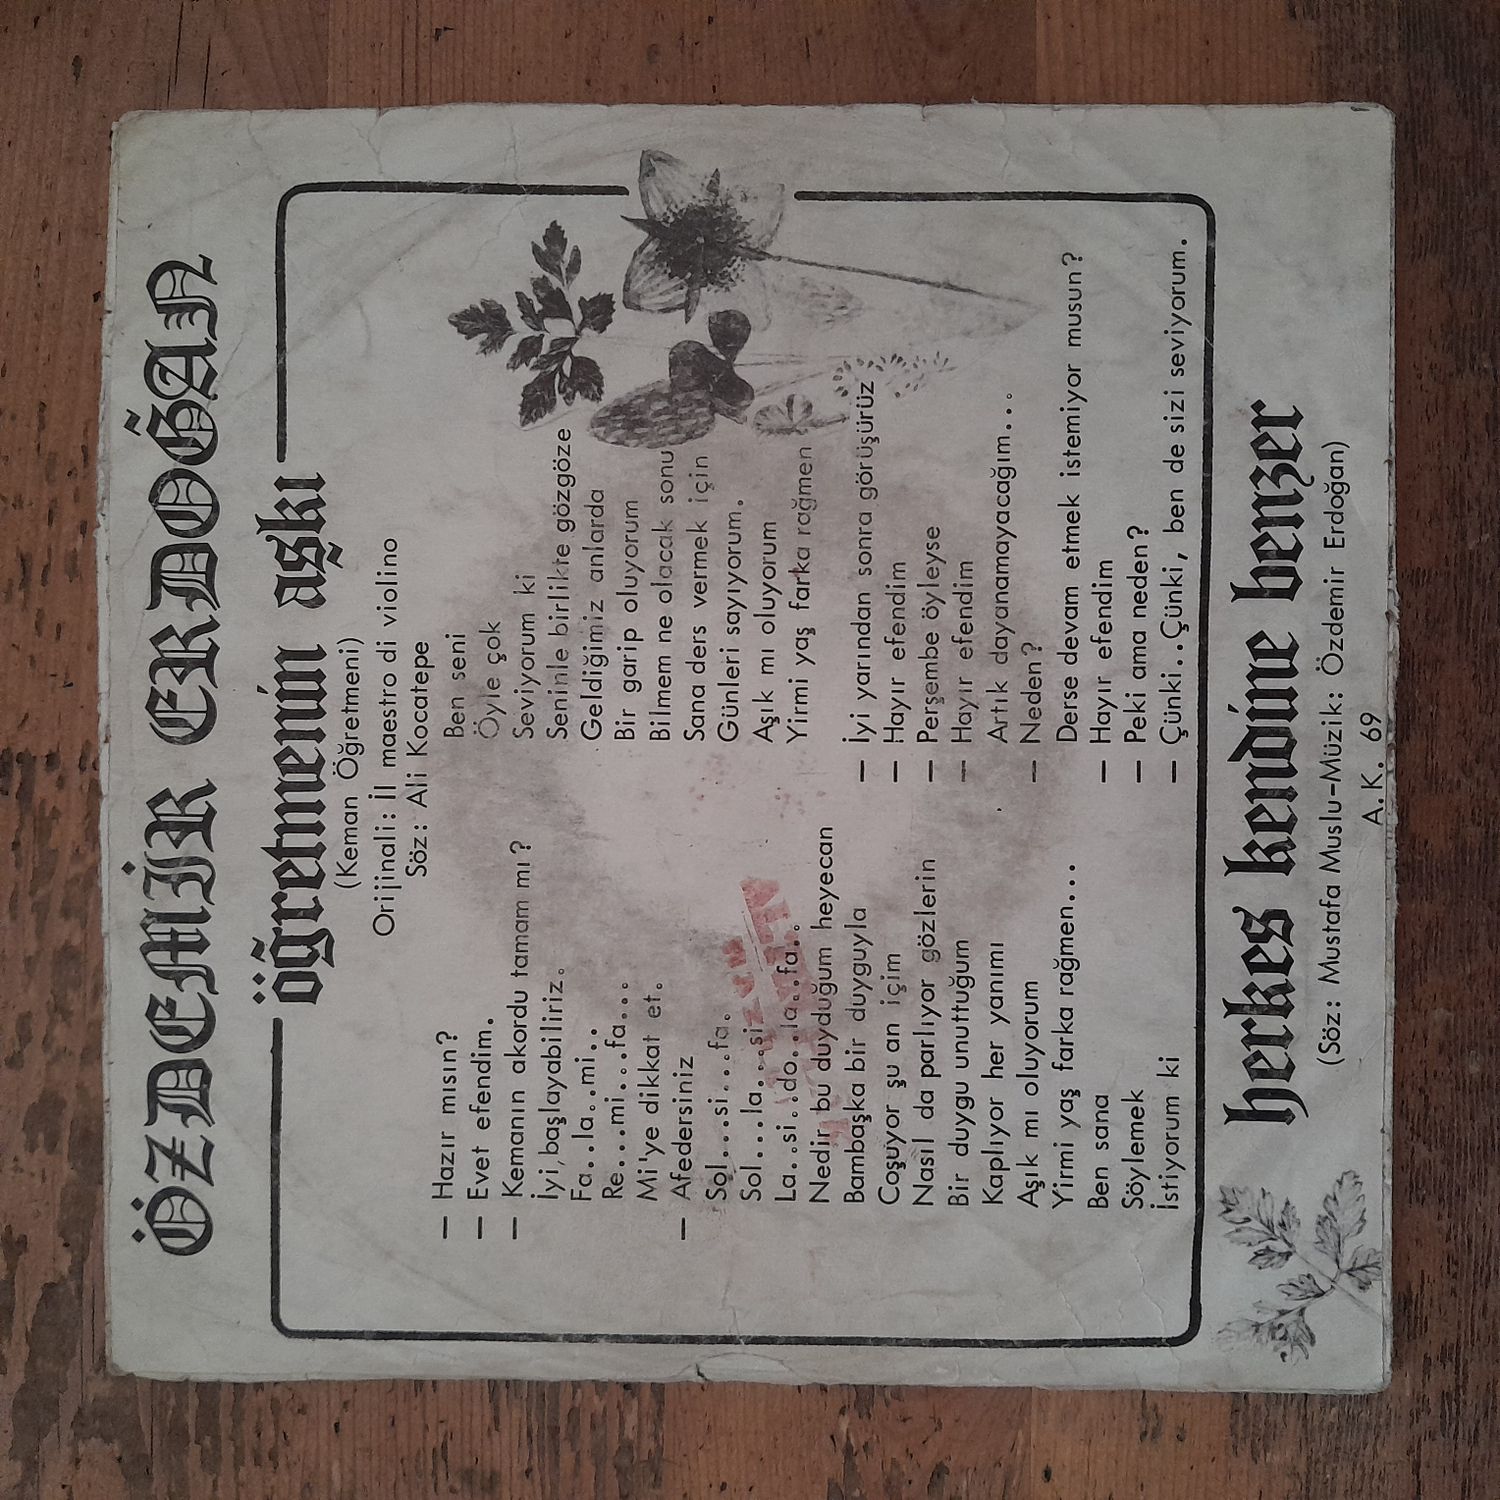 ÖZDEMİR ERDOĞAN
öğretmenin aşkı
(Keman Öğretmeni)
Orijinali: İl maestro di violino
Söz: Ali Kocatepe
— Hazır mısın?
— Evet efendim.
— Kemanın akordu tamam mı?
İyi, başlayabiliriz.
Fa..la..mi..
Re...mi...fa...
Mi'ye dikkat et.
— Afedersiniz
Sol...si...fa.
Sol...la...si
La..si..do..la..fa..
Nedir bu duyduğum heyecan
Bambaşka bir duyguyla
Coşuyor şu an içim
Nasıl da parlıyor gözlerin
Bir duygu unuttuğum
Kaplıyor her yanımı
Aşık mı oluyorum
Yirmi yaş farka rağmen...
Ben sana
Söylemek
İstiyorum ki
Ben seni
Öyle çok
Seviyorum ki
Seninle birlikte gözgöze
Geldiğimiz anlarda
Bir garip oluyorum
Bilmem ne olacak sonu
Sana ders vermek için
Günleri sayıyorum.
Aşık mı oluyorum
Yirmi yaş farka rağmen
— İyi yarından sonra görüşürüz
— Hayır efendim
— Perşembe öyleyse
— Hayır efendim
Artık dayanamayacağım...
— Neden?
Derse devam etmek istemiyor musun?
— Hayır efendim
— Peki ama neden?
— Çünki..Çünki, ben de sizi seviyorum.
herkes kendine benzer
(Söz: Mustafa Muslu-Müzik: Özdemir Erdoğan)
A.K. 69